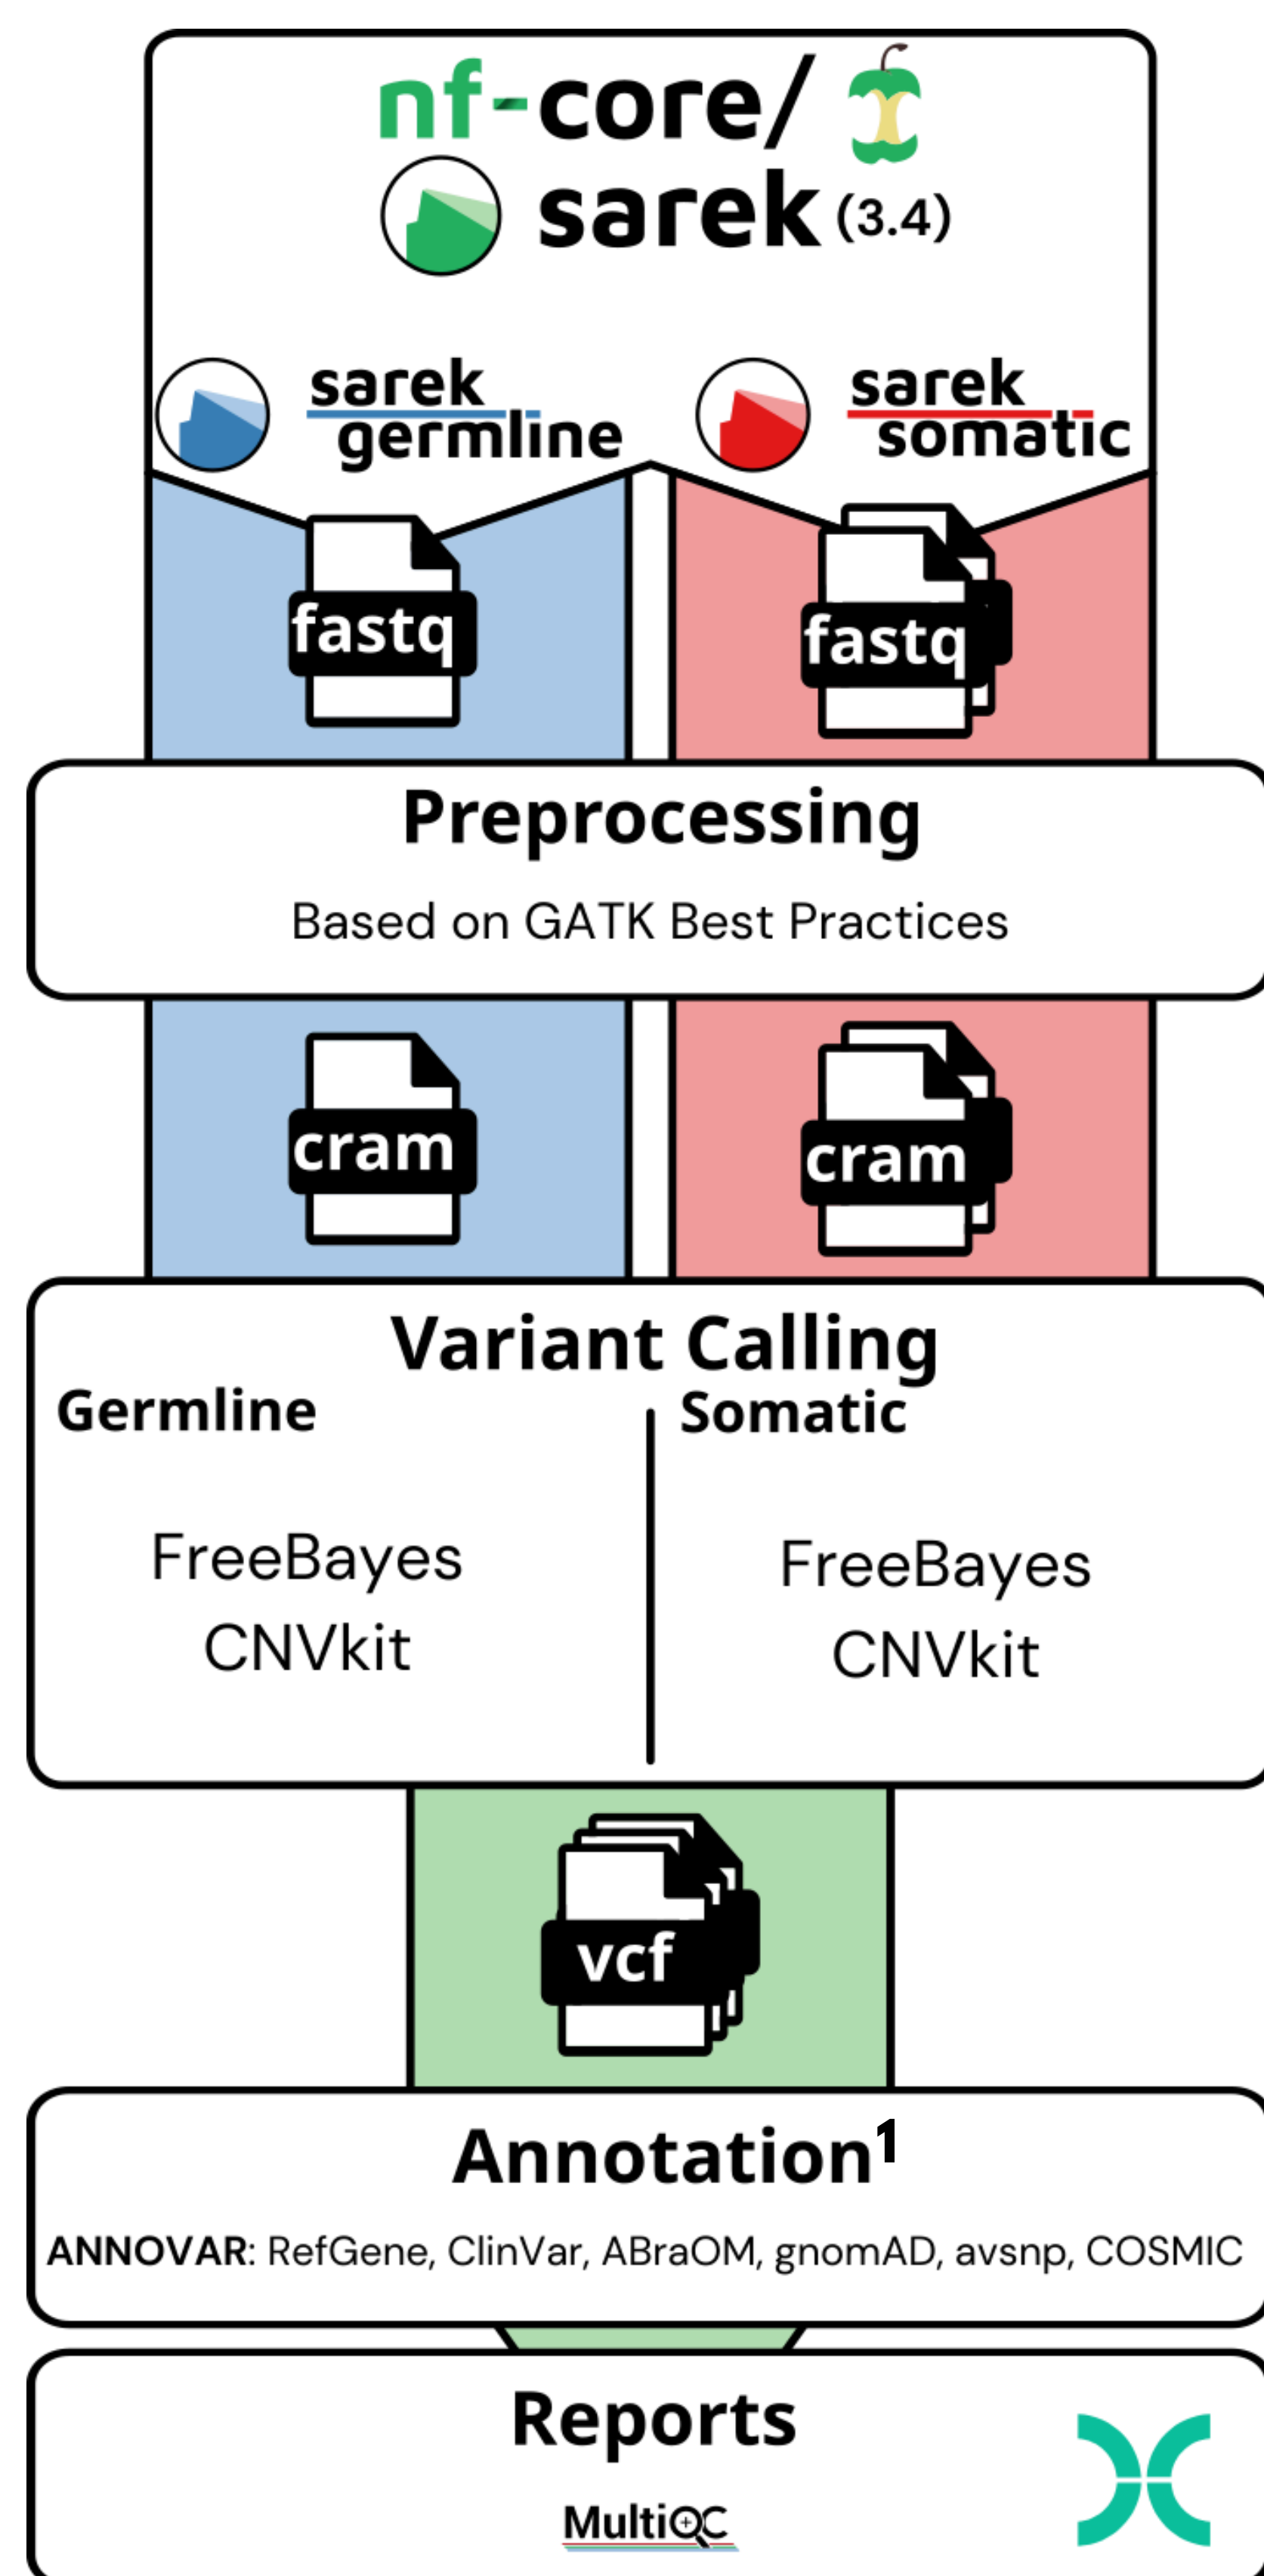 nf-core/
sarek (3.4)
sarek germline
sarek somatic
fastq
fastq
Preprocessing
Based on GATK Best Practices
cram
cram
Variant Calling
Germline
Somatic
FreeBayes
FreeBayes
CNVkit
CNVkit
vcf
Annotation¹
ANNOVAR: RefGene, ClinVar, ABraOM, gnomAD, avsnp, COSMIC
Reports
MultiQC